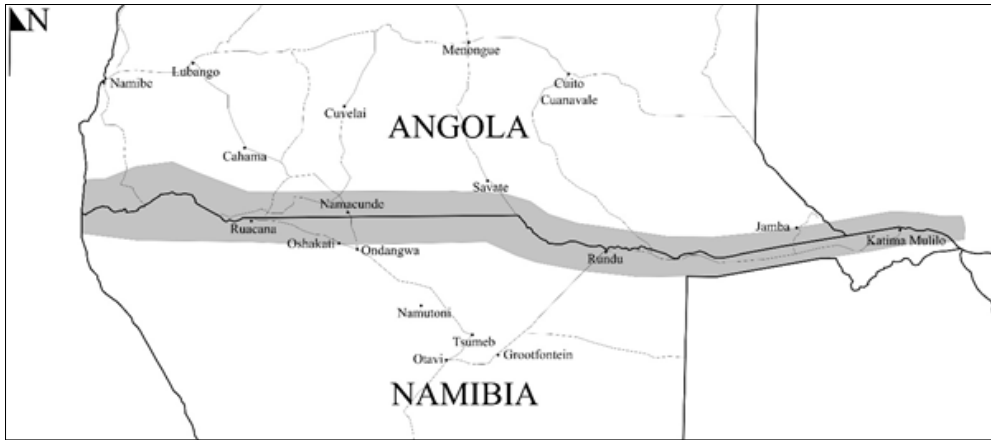 N
Menongue
Lubango
Namibe
Cuito
Cuanavale
Cuvelai
ANGOLA
Cahama
Savate
Namacunde
Ruacana
Jamba
Oshakati
Ondangwa
Katima Mulilo
Rundu
Namutoni
Tsumeb
Otavi
Grootfontein
NAMIBIA